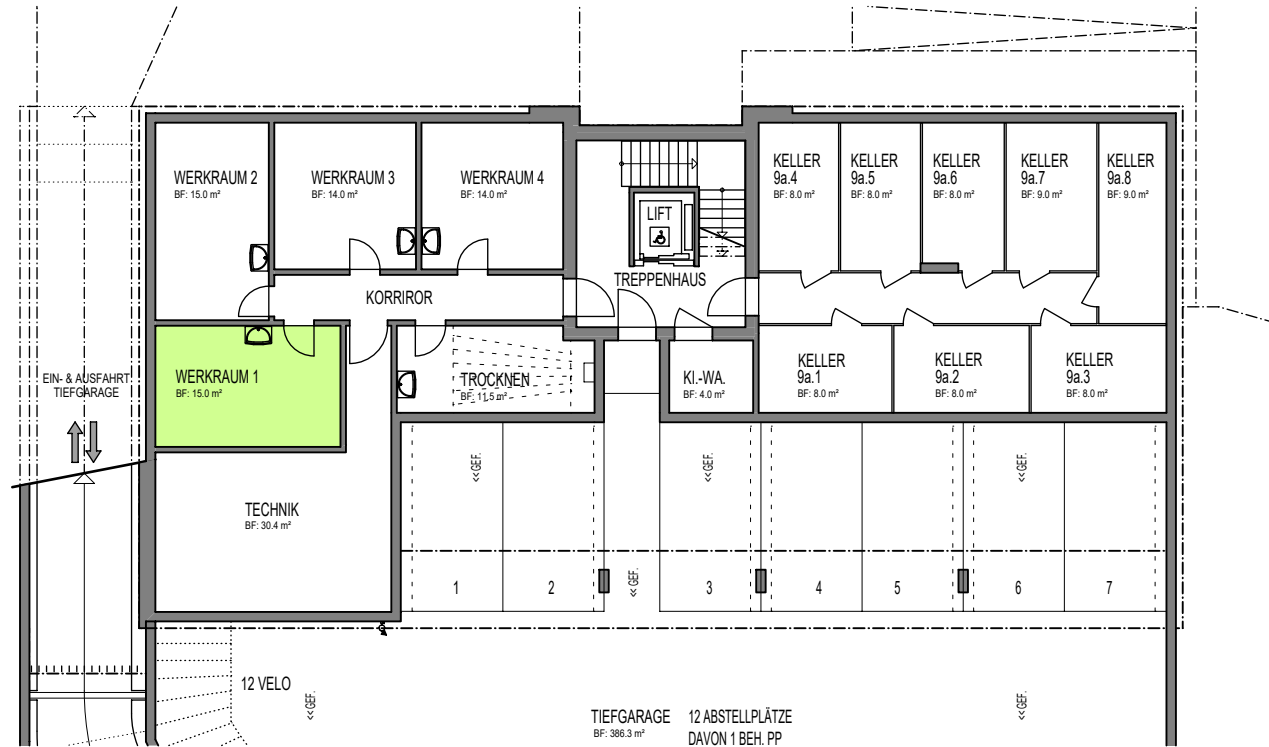 WERKRAUM 2
BF: 15.0 m²
WERKRAUM 3
BF: 14.0 m²
WERKRAUM 4
BF: 14.0 m²
KELLER
9a.4
BF: 8.0 m²
KELLER
9a.5
BF: 8.0 m²
KELLER
9a.6
BF: 8.0 m²
KELLER
9a.7
BF: 9.0 m²
KELLER
9a.8
BF: 9.0 m²
LIFT
TREPPENHAUS
KORRIROR
EIN- & AUSFAHRT
TIEFGARAGE
WERKRAUM 1
BF: 15.0 m²
TROCKNEN
BF: 11.5 m²
KI.-WA.
BF: 4.0 m²
KELLER
9a.1
BF: 8.0 m²
KELLER
9a.2
BF: 8.0 m²
KELLER
9a.3
BF: 8.0 m²
<<GEF.
<<GEF.
<<GEF.
TECHNIK
BF: 30.4 m²
<<GEF.
1
2
3
4
5
6
7
12 VELO
<<GEF.
<<GEF.
TIEFGARAGE
BF: 386.3 m²
12 ABSTELLPLÄTZE
DAVON 1 BEH. PP